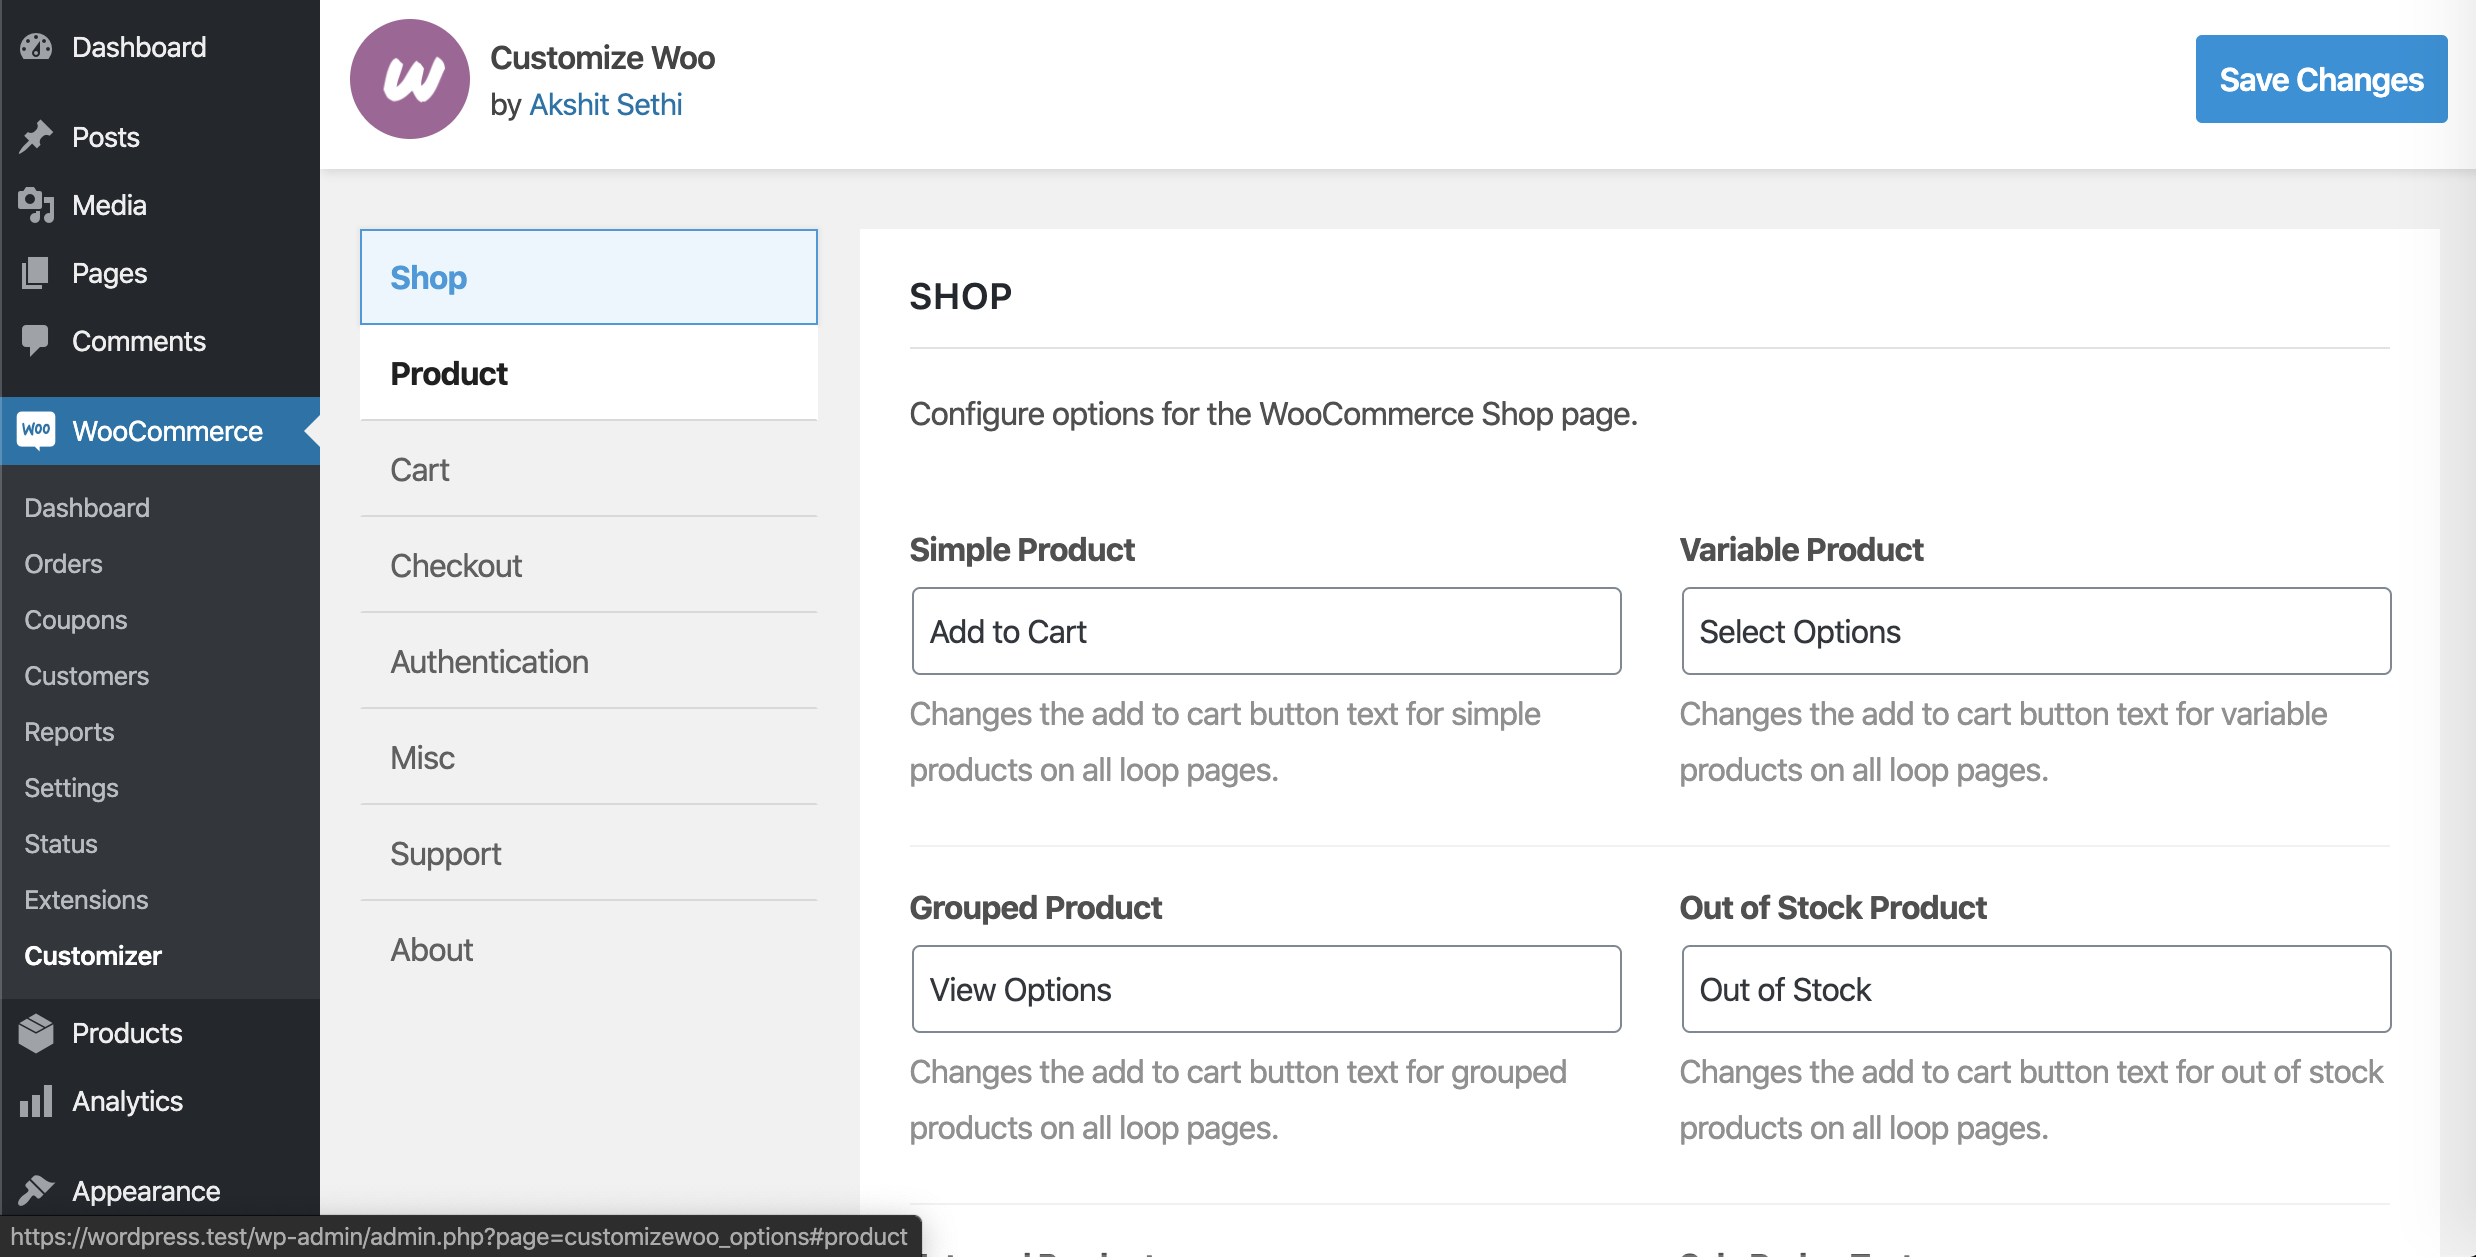 Dashboard
Posts
Media
Pages
Comments
Woo
WooCommerce
Dashboard
Orders
Coupons
Customers
Reports
Settings
Status
Extensions
Customizer
Products
Analytics
Appearance
Customize Woo
by Akshit Sethi
Save Changes
Shop
Product
Cart
Checkout
Authentication
Misc
Support
About
SHOP
Configure options for the WooCommerce Shop page.
Simple Product
Add to Cart
Changes the add to cart button text for simple
products on all loop pages.
Variable Product
Select Options
Changes the add to cart button text for variable
products on all loop pages.
Grouped Product
View Options
Changes the add to cart button text for grouped
products on all loop pages.
Out of Stock Product
Out of Stock
Changes the add to cart button text for out of stock
products on all loop pages.
https://wordpress.test/wp-admin/admin.php?page=customizewoo_options#product